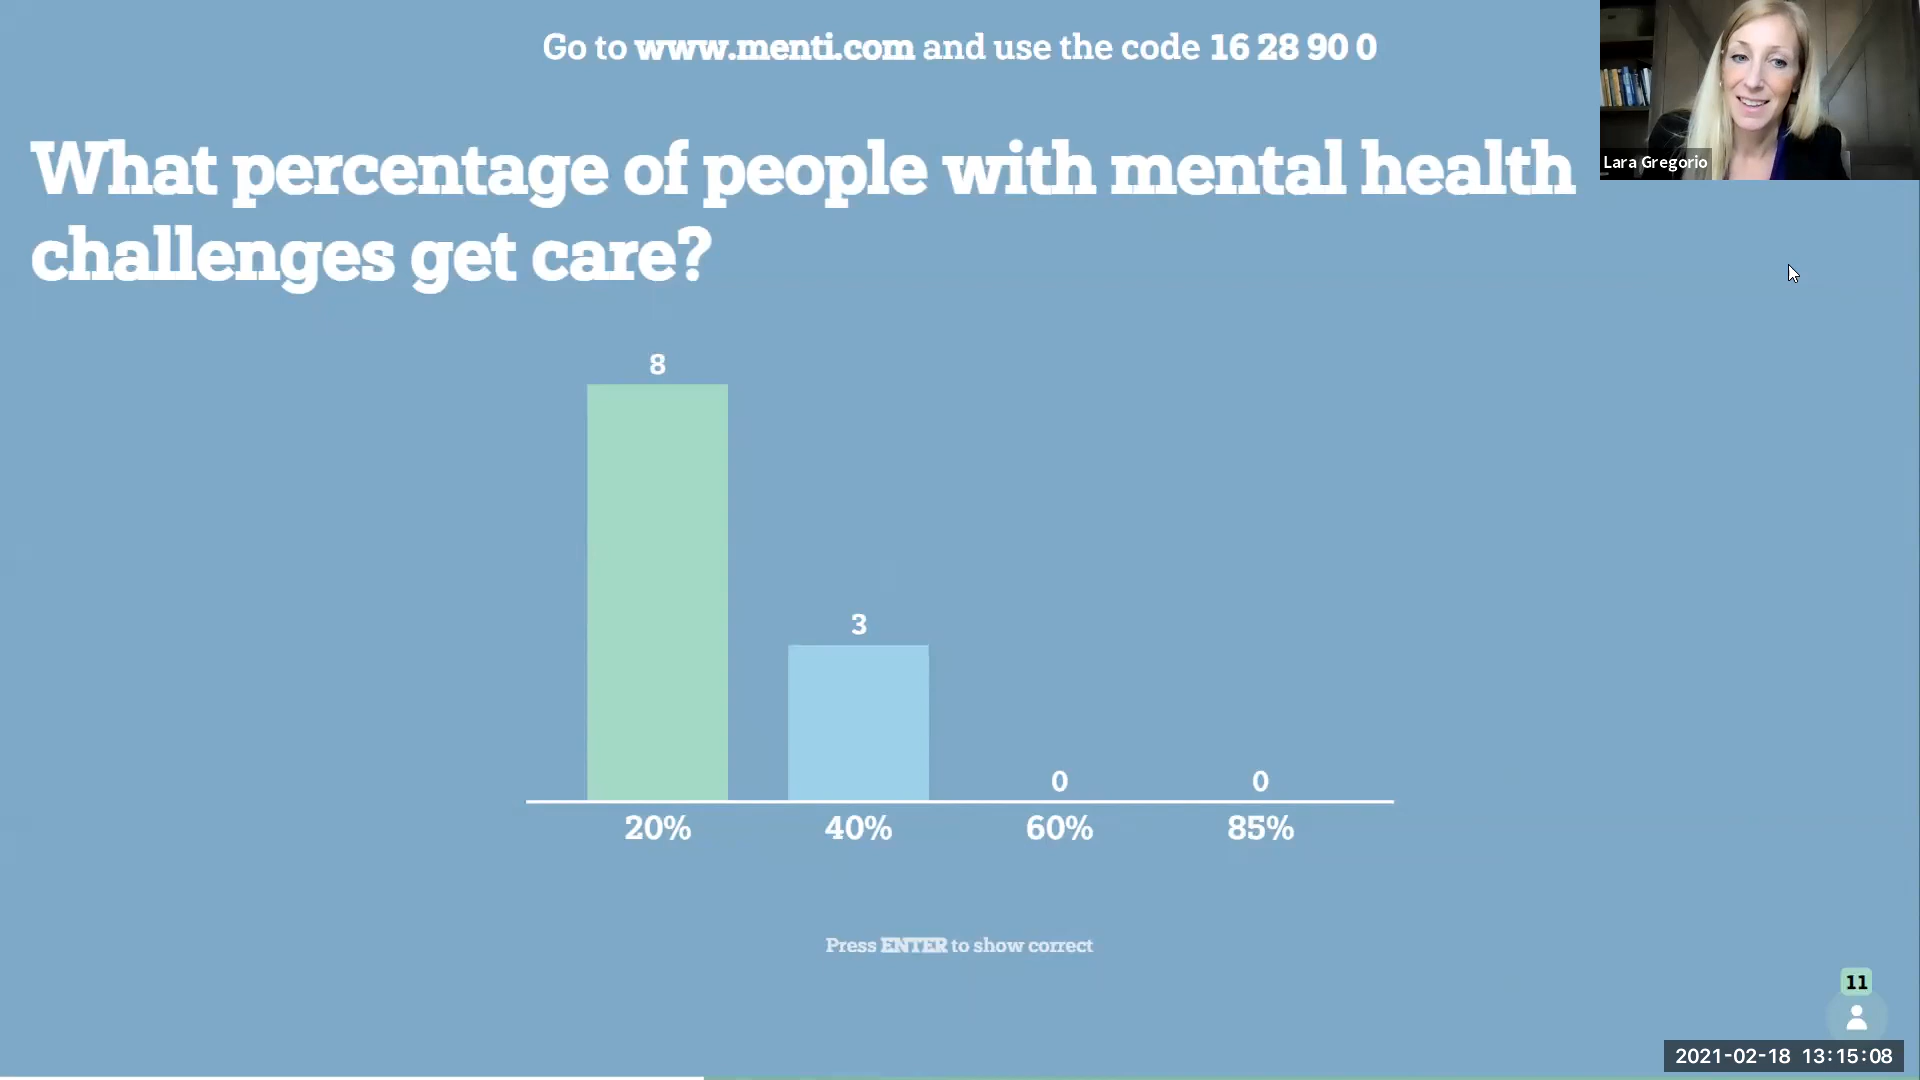 Go to www.menti.com and use the code 16 28 90 0
What percentage of people with mental health
challenges get care?
Lara Gregorio
8
3
0
0
20%
40%
60%
85%
Press ENTER to show correct
11
2021-02-18 13:15:08